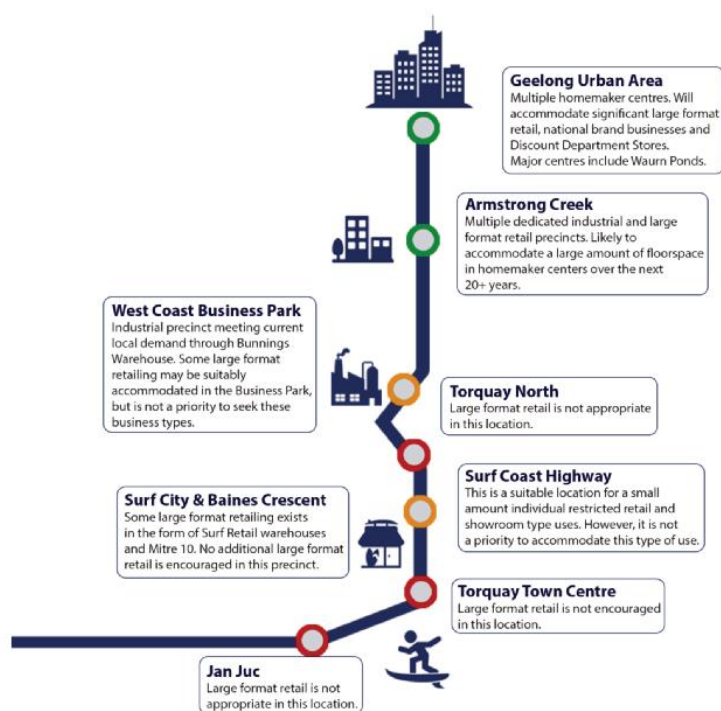 Geelong Urban Area
Multiple homemaker centres. Will
accommodate significant large format
retail, national brand businesses and
Discount Department Stores.
Major centres include Waurn Ponds.
Armstrong Creek
Multiple dedicated industrial and large
format retail precincts. Likely to
accommodate a large amount of floorspace
in homemaker centers over the next
20+ years.
West Coast Business Park
Industrial precinct meeting current
local demand through Bunnings
Warehouse. Some large format
retailing may be suitably
accommodated in the Business Park,
but is not a priority to seek these
business types.
Torquay North
Large format retail is not appropriate
in this location.
Surf Coast Highway
This is a suitable location for a small
amount individual restricted retail and
showroom type uses. However, it is not
a priority to accommodate this type of use.
Surf City & Baines Crescent
Some large format retailing exists
in the form of Surf Retail warehouses
and Mitre 10. No additional large format
retail is encouraged in this precinct.
Torquay Town Centre
Large format retail is not encouraged
in this location.
Jan Juc
Large format retail is not
appropriate in this location.